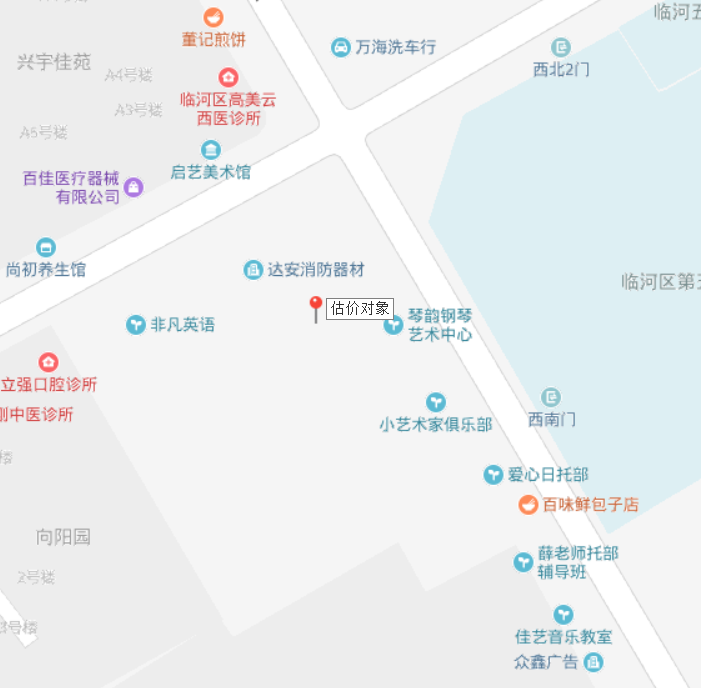 临河五
董记煎饼
万海洗车行
兴宇佳苑
西北2门
A4号楼
临河区高美云
西医诊所
A3号楼
A5号楼
启艺美术馆
百佳医疗器械
有限公司
尚初养生馆
达安消防器材
临河区第五
估价对象
非凡英语
琴韵钢琴
艺术中心
立强口腔诊所
刚中医诊所
西南门
小艺术家俱乐部
楼
爱心日托部
百味鲜包子店
向阳园
薛老师托部
辅导班
2号楼
3号楼
佳艺音乐教室
众鑫广告